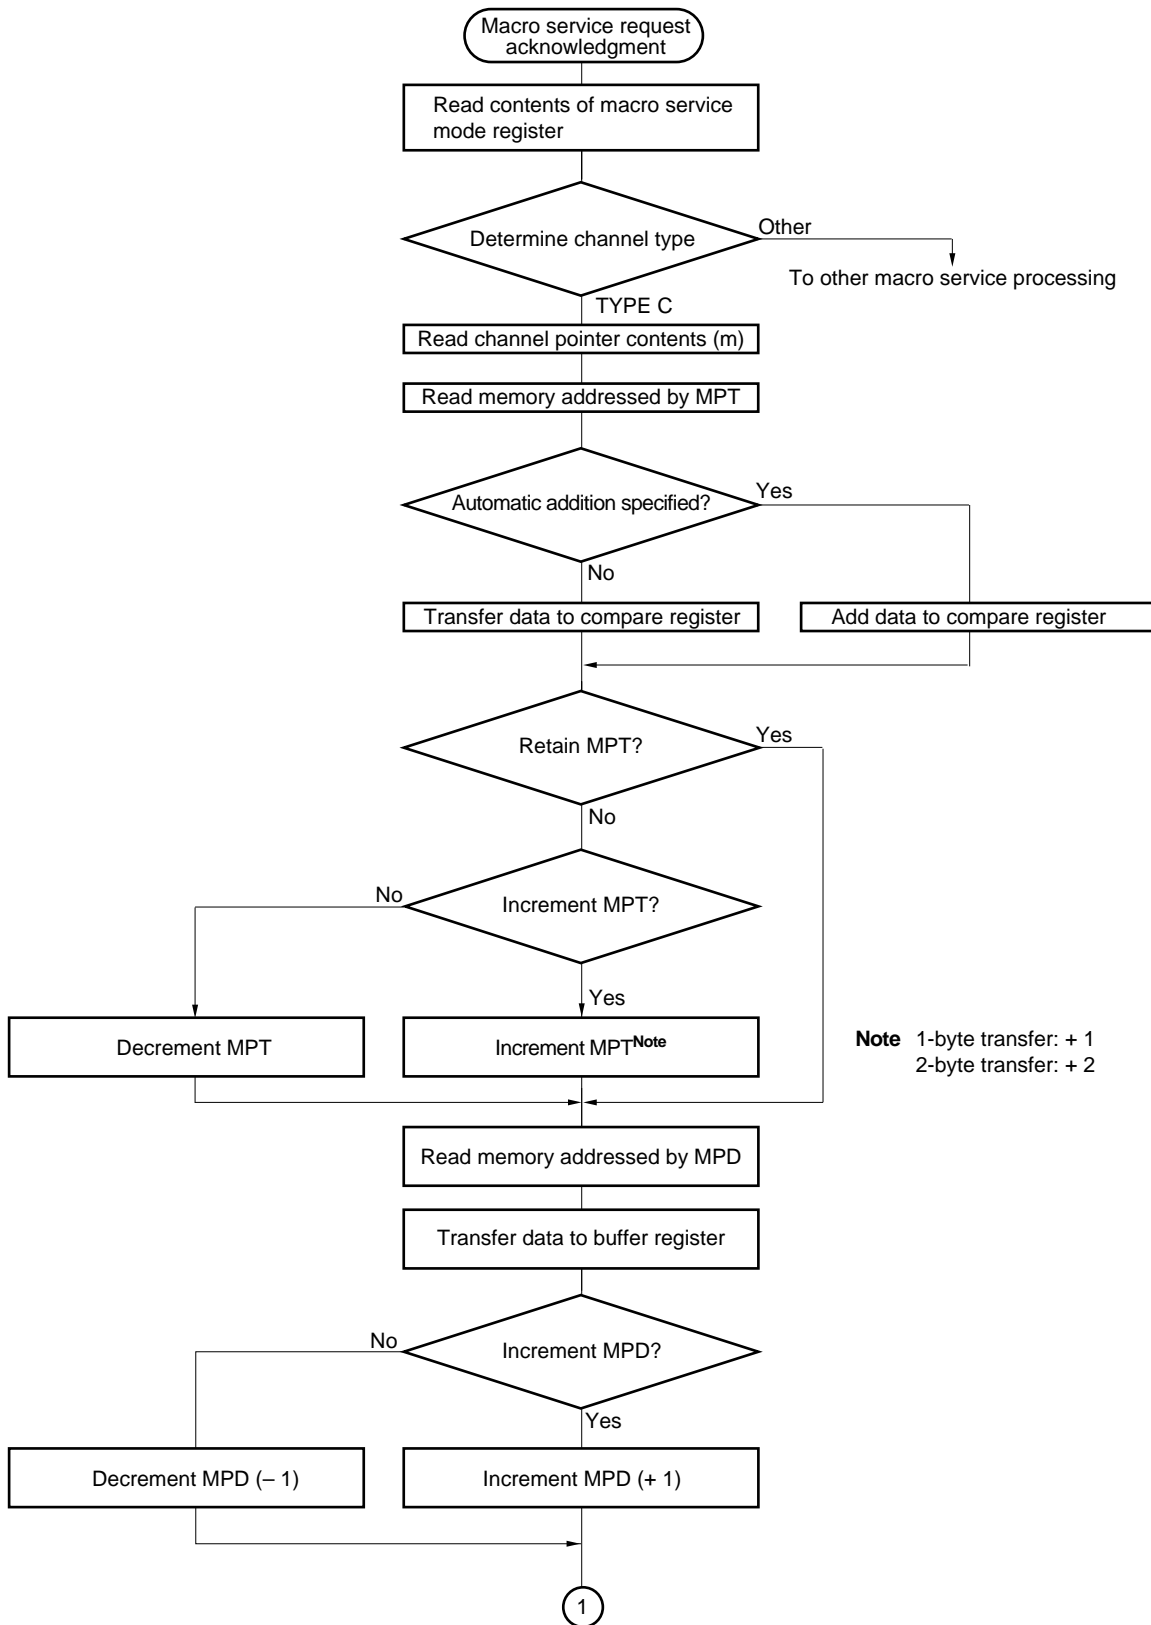 Macro service request
acknowledgment
Read contents of macro service
mode register
Determine channel type
Other
To other macro service processing
TYPE C
Read channel pointer contents (m)
Read memory addressed by MPT
Automatic addition specified?
Yes
No
Transfer data to compare register
Add data to compare register
Retain MPT?
Yes
No
Increment MPT?
No
Yes
Decrement MPT
Increment MPTNote
Note 1-byte transfer: + 1
2-byte transfer: + 2
Read memory addressed by MPD
Transfer data to buffer register
Increment MPD?
No
Yes
Decrement MPD (– 1)
Increment MPD (+ 1)
1